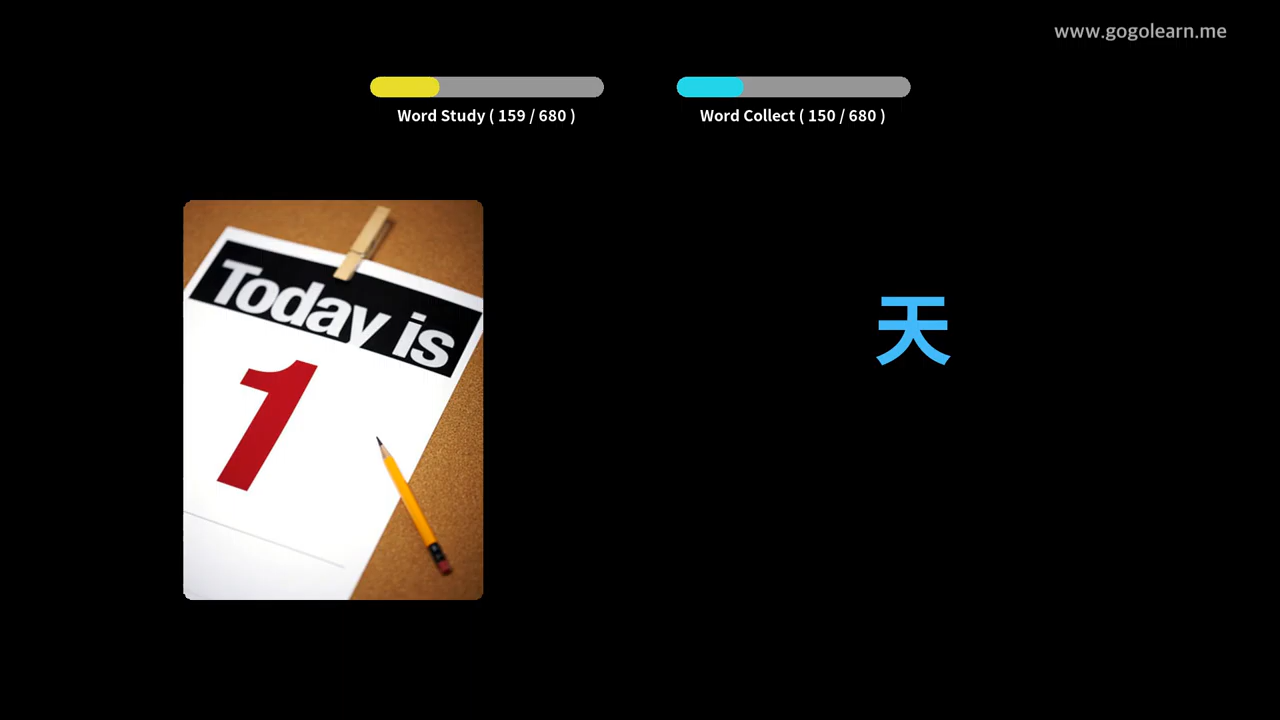 www.gogolearn.me
Word Study ( 159 / 680 )
Word Collect ( 150 / 680 )
Today is
1
天